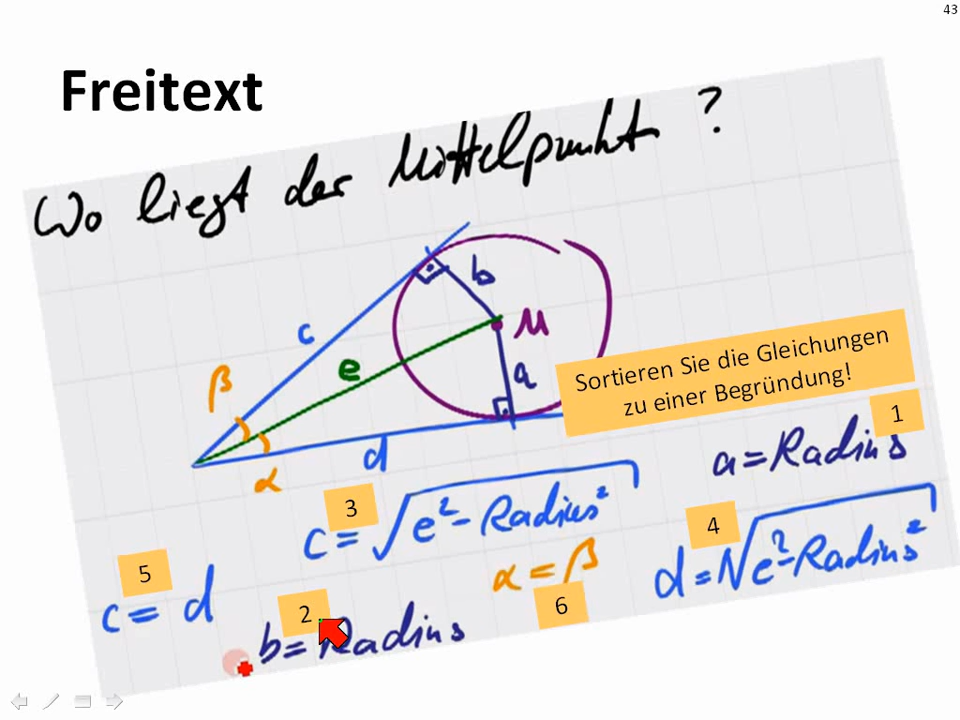 43
Freitext
Wo liegt der Mittelpunkt?
c
b
M
e
a
β
α
d
Sortieren Sie die Gleichungen
zu einer Begründung!
1
a = Radius
3
c = √e² - Radius²
4
d = √e² - Radius²
5
c = d
α = β
6
2
b = Radius